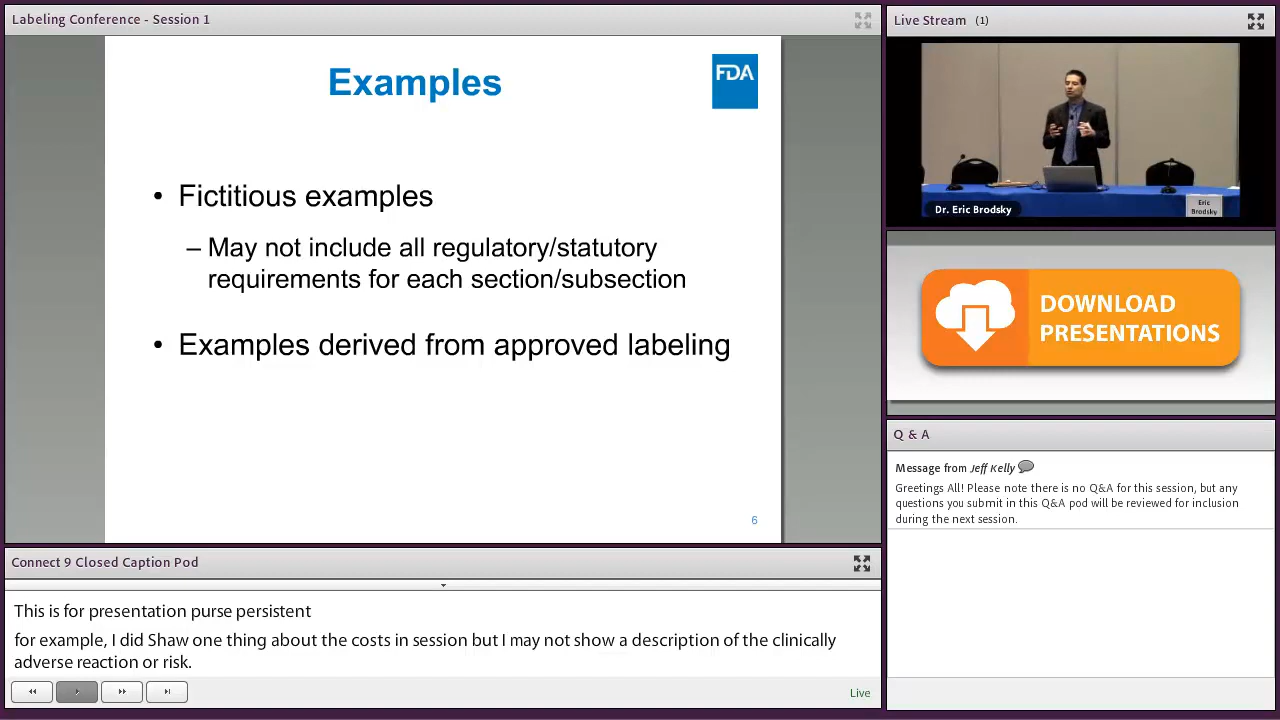 Labeling Conference - Session 1
Examples
FDA
• Fictitious examples
– May not include all regulatory/statutory
requirements for each section/subsection
• Examples derived from approved labeling
6
Connect 9 Closed Caption Pod
This is for presentation purse persistent
for example, I did Shaw one thing about the costs in session but I may not show a description of the clinically
adverse reaction or risk.
Live
Live Stream (1)
Dr. Eric Brodsky
Eric
Brodsky
DOWNLOAD
PRESENTATIONS
Q & A
Message from Jeff Kelly
Greetings All! Please note there is no Q&A for this session, but any
questions you submit in this Q&A pod will be reviewed for inclusion
during the next session.